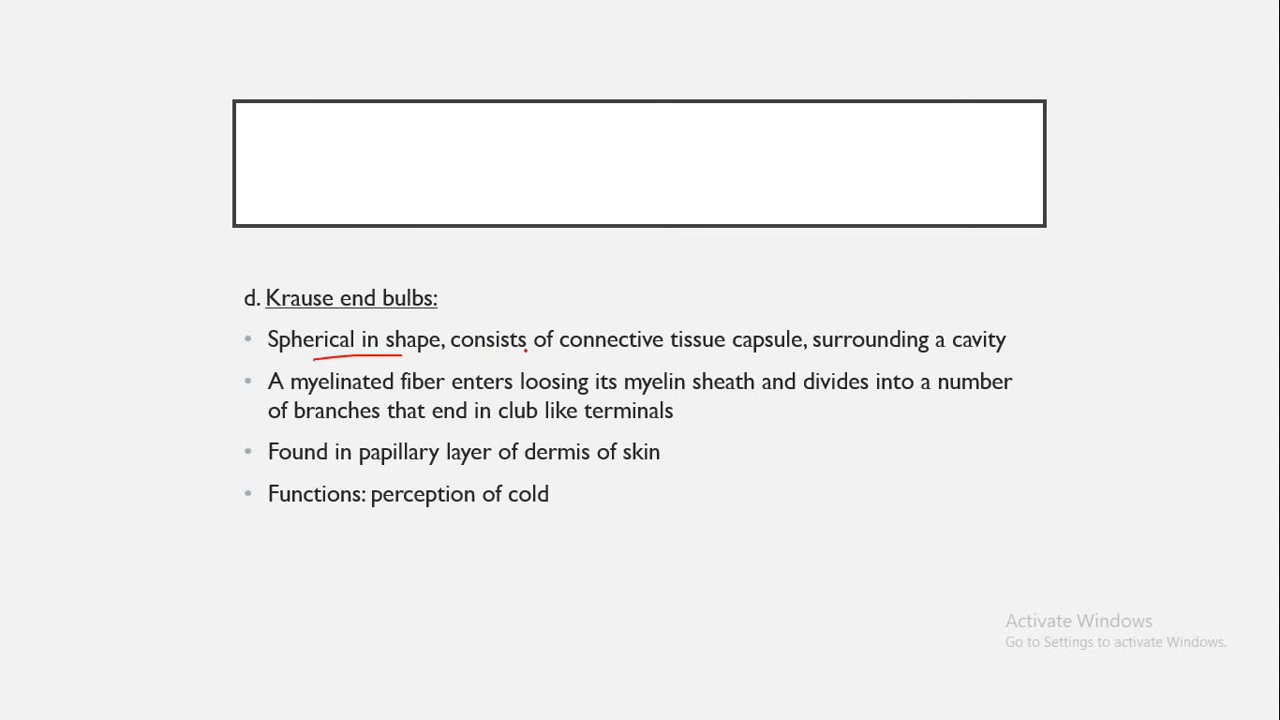 d. Krause end bulbs:
• Spherical in shape, consists of connective tissue capsule, surrounding a cavity
• A myelinated fiber enters loosing its myelin sheath and divides into a number
of branches that end in club like terminals
• Found in papillary layer of dermis of skin
• Functions: perception of cold
Activate Windows
Go to Settings to activate Windows.